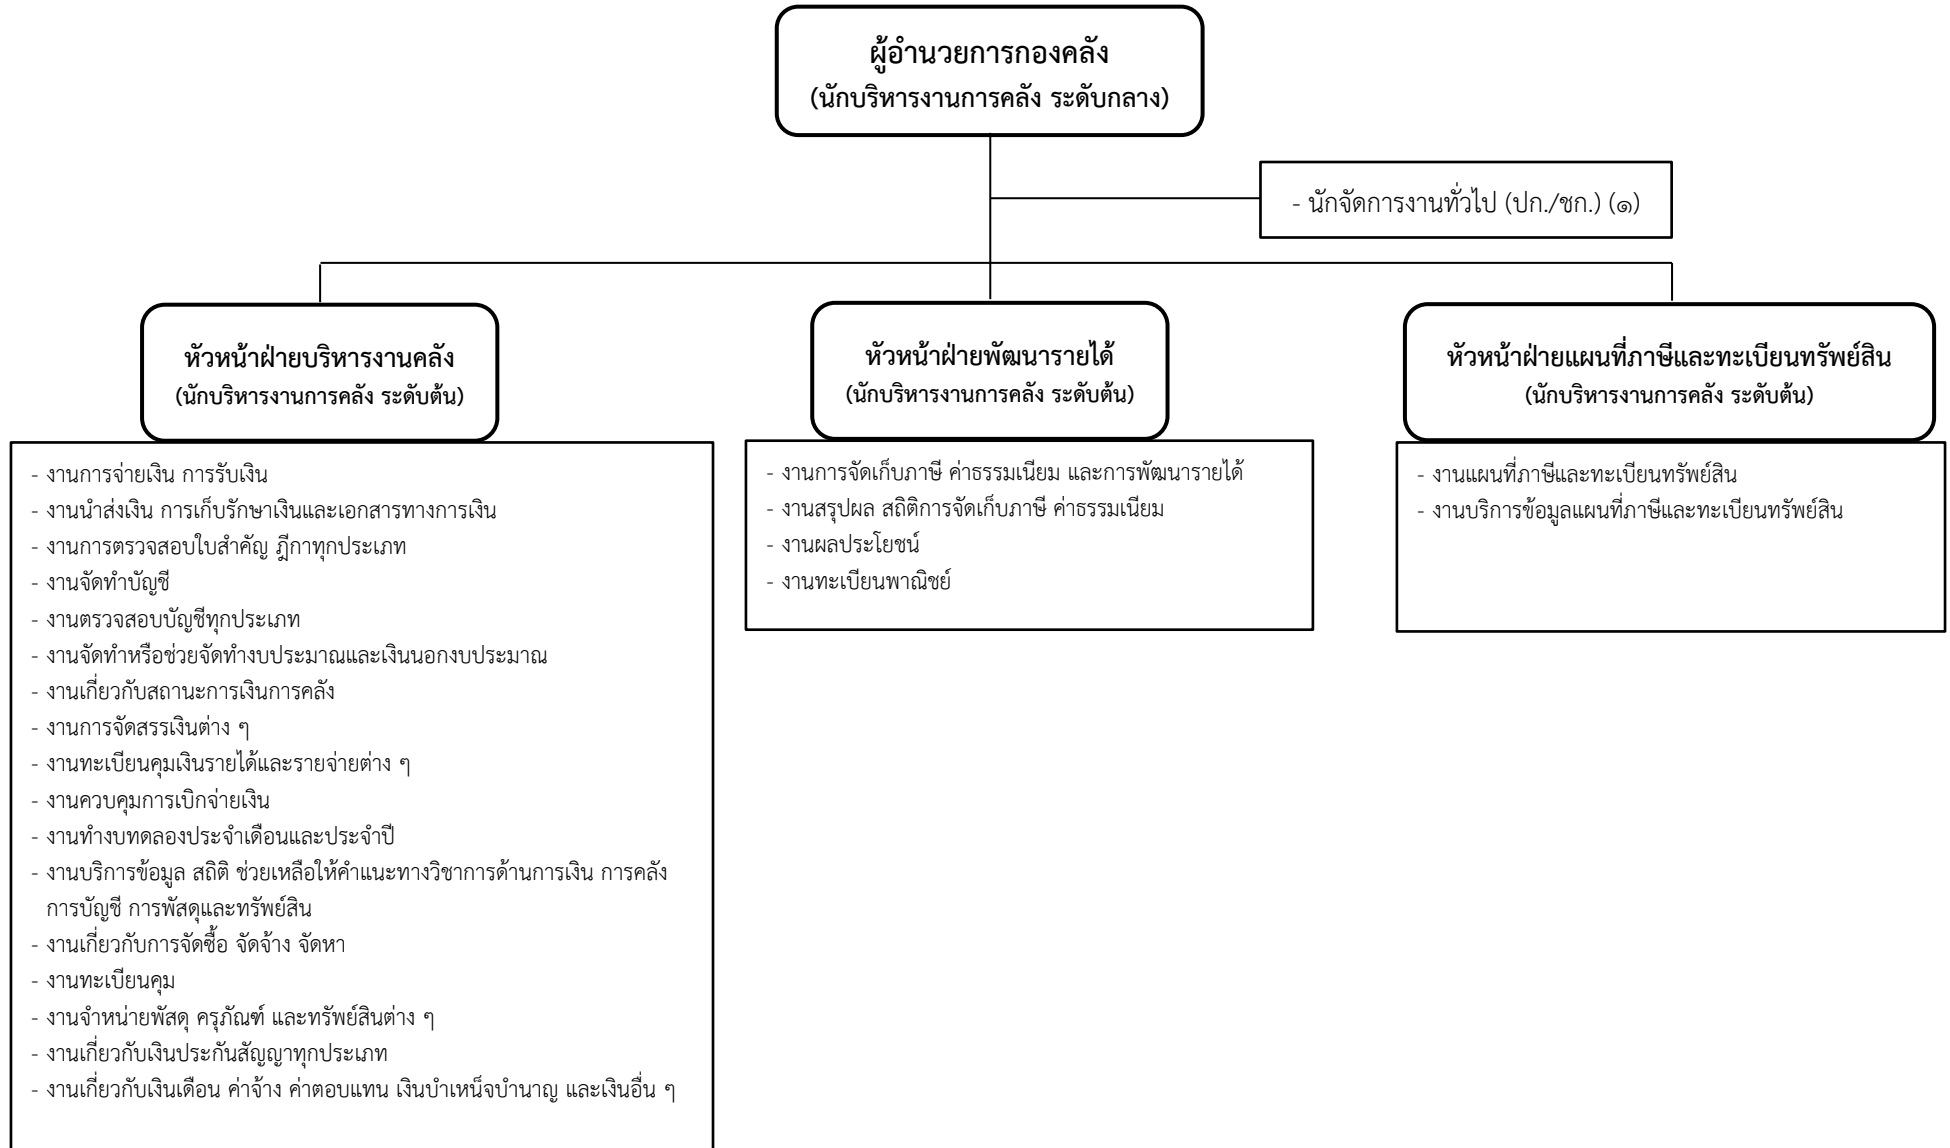 ผู้อำนวยการกองคลัง
(นักบริหารงานการคลัง ระดับกลาง)
- นักจัดการงานทั่วไป (ปก./ชก.) (๑)
หัวหน้าฝ่ายบริหารงานคลัง
(นักบริหารงานการคลัง ระดับต้น)
- งานการจ่ายเงิน การรับเงิน
- งานนำส่งเงิน การเก็บรักษาเงินและเอกสารทางการเงิน
- งานการตรวจสอบใบสำคัญ ฎีกาทุกประเภท
- งานจัดทำบัญชี
- งานตรวจสอบบัญชีทุกประเภท
- งานจัดทำหรือช่วยจัดทำงบประมาณและเงินนอกงบประมาณ
- งานเกี่ยวกับสถานะการเงินการคลัง
- งานการจัดสรรเงินต่าง ๆ
- งานทะเบียนคุมเงินรายได้และรายจ่ายต่าง ๆ
- งานควบคุมการเบิกจ่ายเงิน
- งานทำงบทดลองประจำเดือนและประจำปี
- งานบริการข้อมูล สถิติ ช่วยเหลือให้คำแนะทางวิชาการด้านการเงิน การคลัง
การบัญชี การพัสดุและทรัพย์สิน
- งานเกี่ยวกับการจัดซื้อ จัดจ้าง จัดหา
- งานทะเบียนคุม
- งานจำหน่ายพัสดุ ครุภัณฑ์ และทรัพย์สินต่าง ๆ
- งานเกี่ยวกับเงินประกันสัญญาทุกประเภท
- งานเกี่ยวกับเงินเดือน ค่าจ้าง ค่าตอบแทน เงินบำเหน็จบำนาญ และเงินอื่น ๆ
หัวหน้าฝ่ายพัฒนารายได้
(นักบริหารงานการคลัง ระดับต้น)
- งานการจัดเก็บภาษี ค่าธรรมเนียม และการพัฒนารายได้
- งานสรุปผล สถิติการจัดเก็บภาษี ค่าธรรมเนียม
- งานผลประโยชน์
- งานทะเบียนพาณิชย์
หัวหน้าฝ่ายแผนที่ภาษีและทะเบียนทรัพย์สิน
(นักบริหารงานการคลัง ระดับต้น)
- งานแผนที่ภาษีและทะเบียนทรัพย์สิน
- งานบริการข้อมูลแผนที่ภาษีและทะเบียนทรัพย์สิน